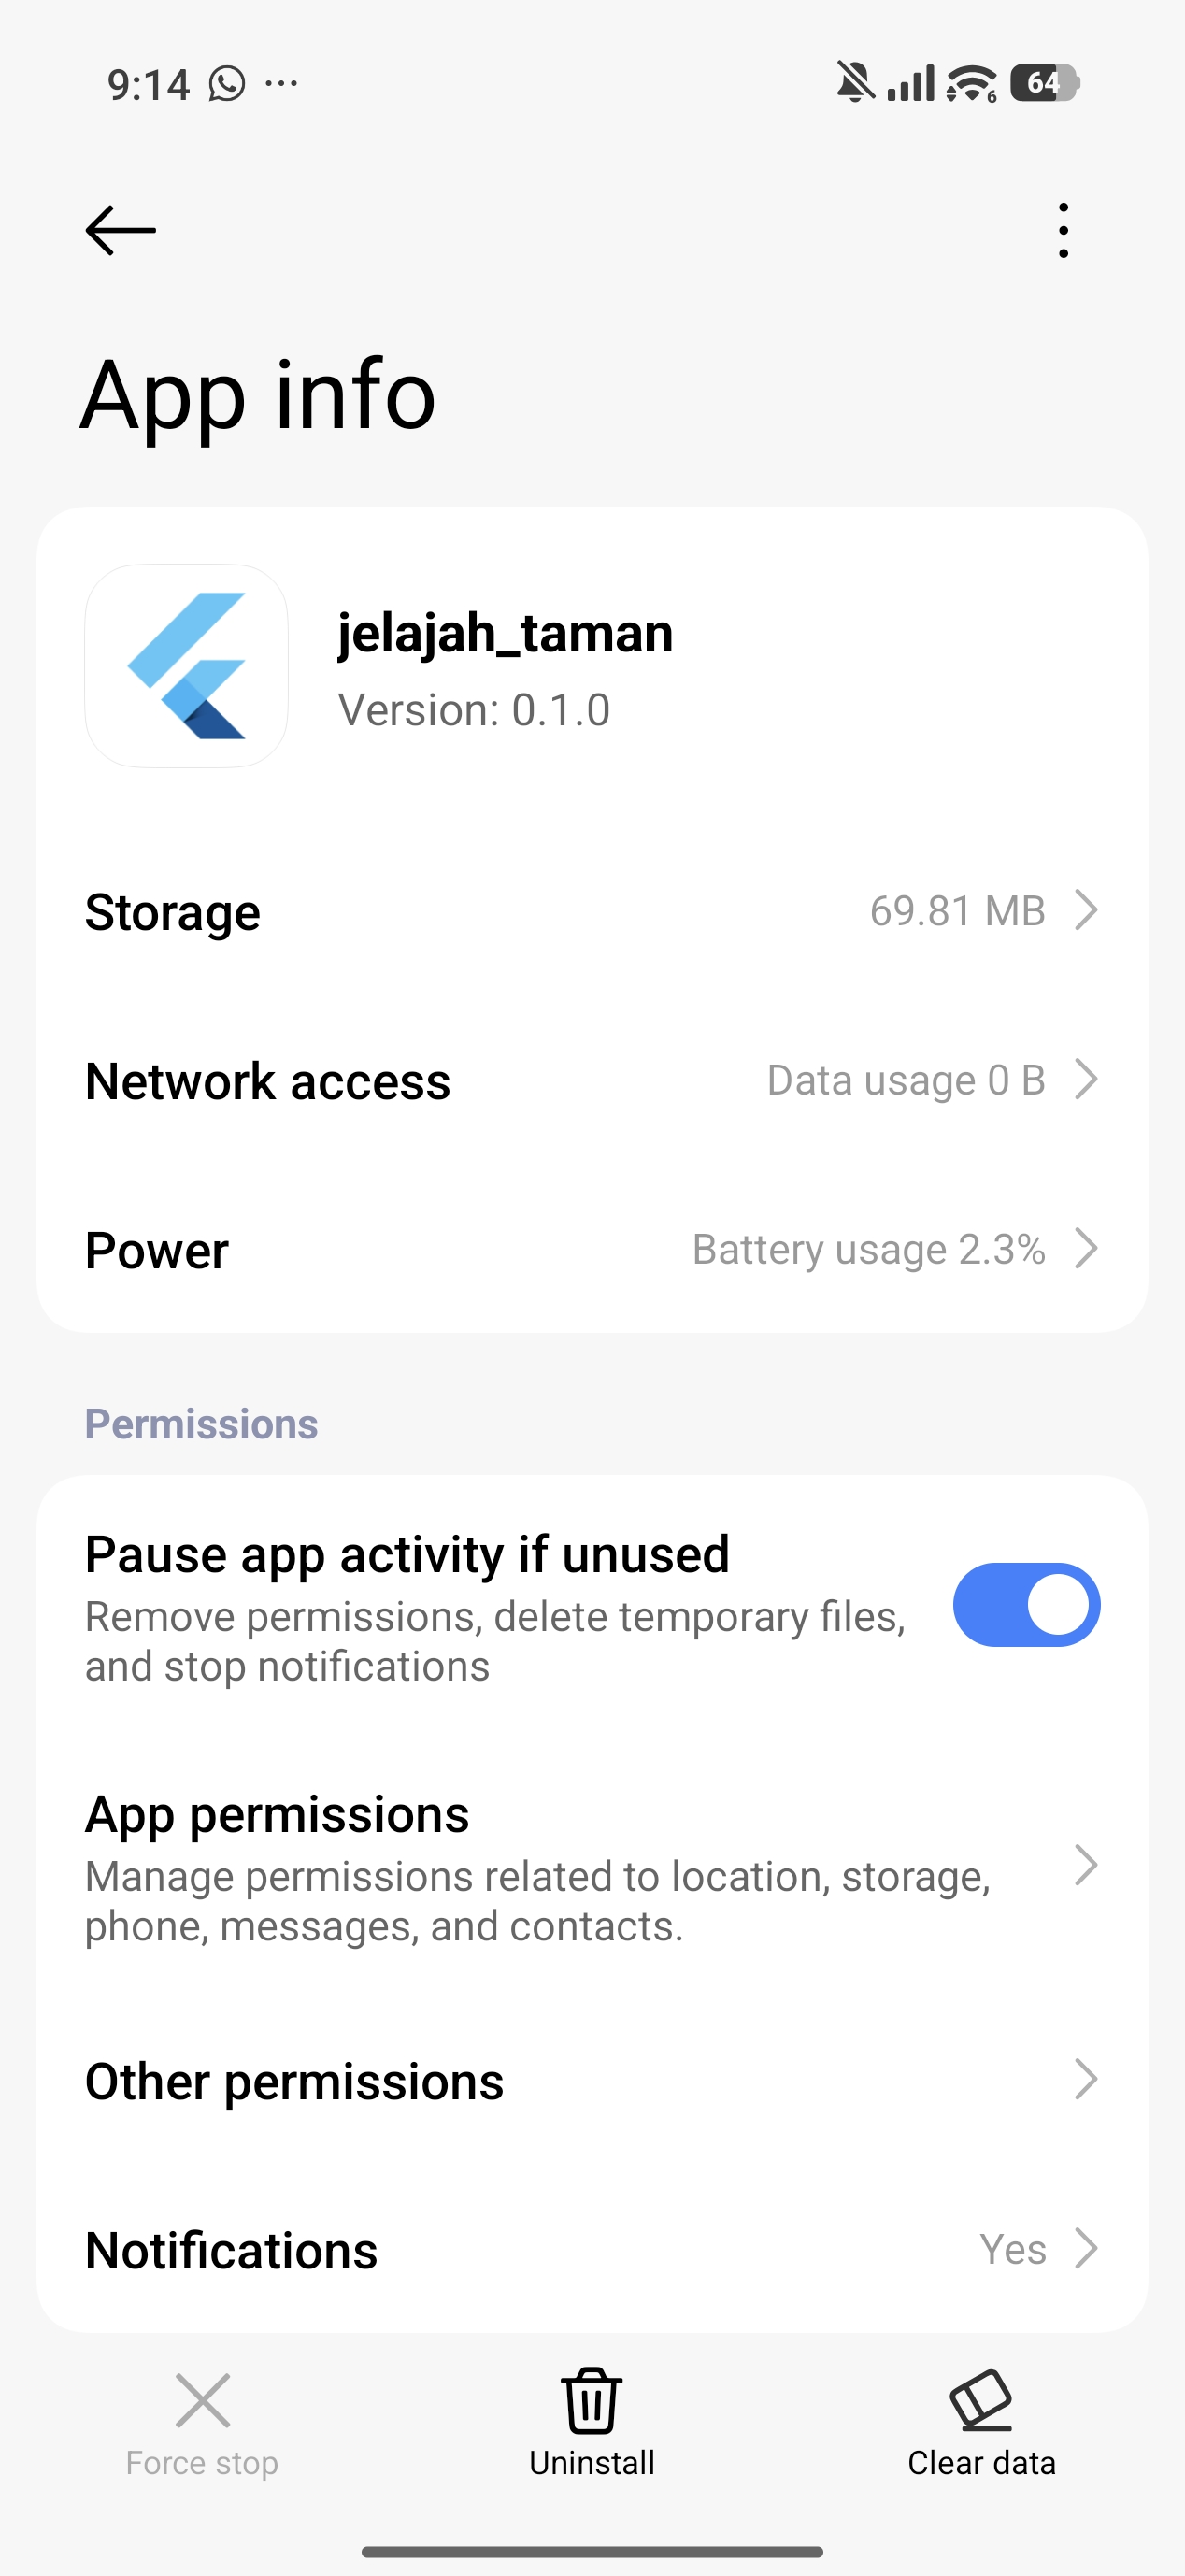 9:14 ...
6 64
App info
jelajah_taman
Version: 0.1.0
Storage 69.81 MB
Network access Data usage 0 B
Power Battery usage 2.3%
Permissions
Pause app activity if unused
Remove permissions, delete temporary files,
and stop notifications
App permissions
Manage permissions related to location, storage,
phone, messages, and contacts.
Other permissions
Notifications Yes
Force stop Uninstall Clear data